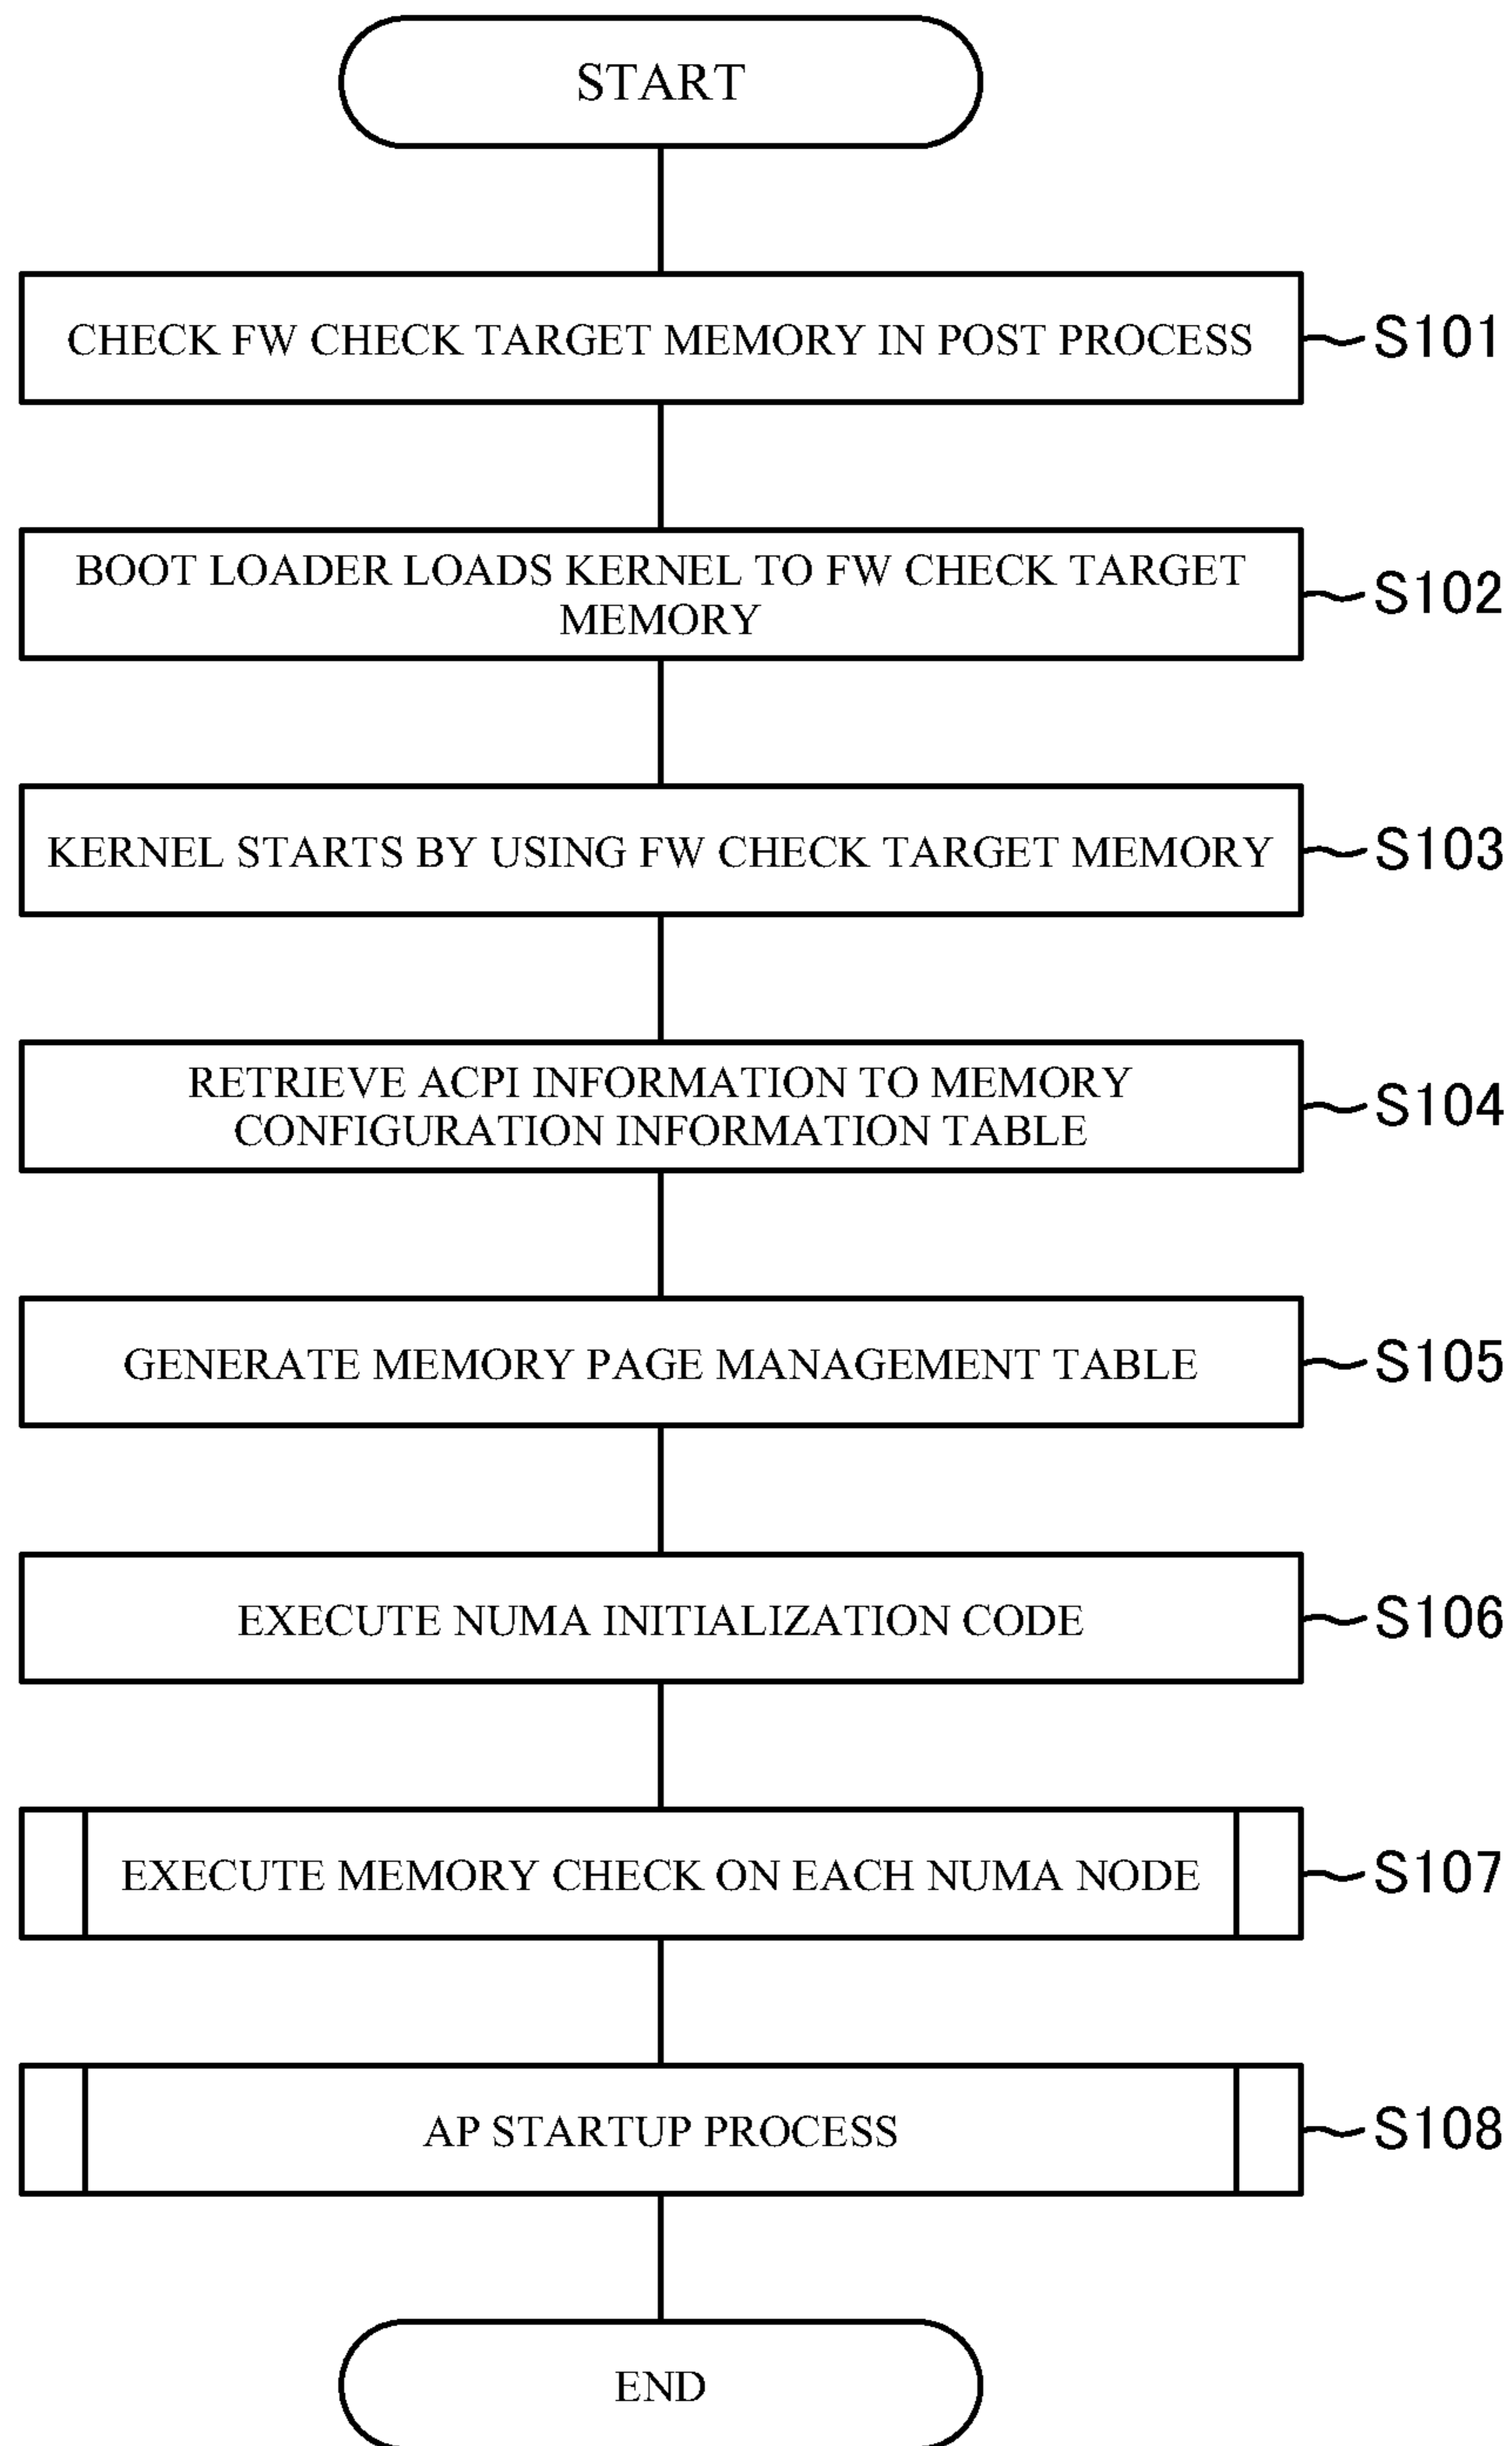 START
CHECK FW CHECK TARGET MEMORY IN POST PROCESS
S101
BOOT LOADER LOADS KERNEL TO FW CHECK TARGET
MEMORY
S102
KERNEL STARTS BY USING FW CHECK TARGET MEMORY
S103
RETRIEVE ACPI INFORMATION TO MEMORY
CONFIGURATION INFORMATION TABLE
S104
GENERATE MEMORY PAGE MANAGEMENT TABLE
S105
EXECUTE NUMA INITIALIZATION CODE
S106
EXECUTE MEMORY CHECK ON EACH NUMA NODE
S107
AP STARTUP PROCESS
S108
END